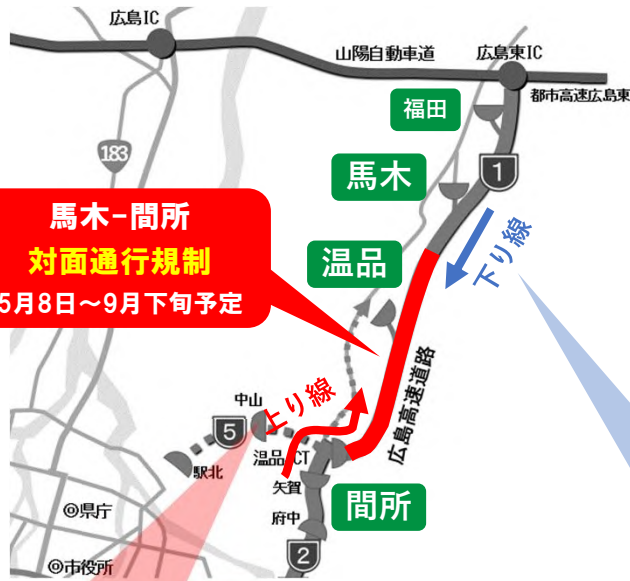 広島IC
山陽自動車道
広島東IC
都市高速広島東
福田
183
馬木
1
馬木-間所
対面通行規制
5月8日～9月下旬予定
温品
下り線
広島高速道路
中山
上り線
5
温品JCT
駅北
矢賀
間所
◎県庁
府中
2
◎市役所